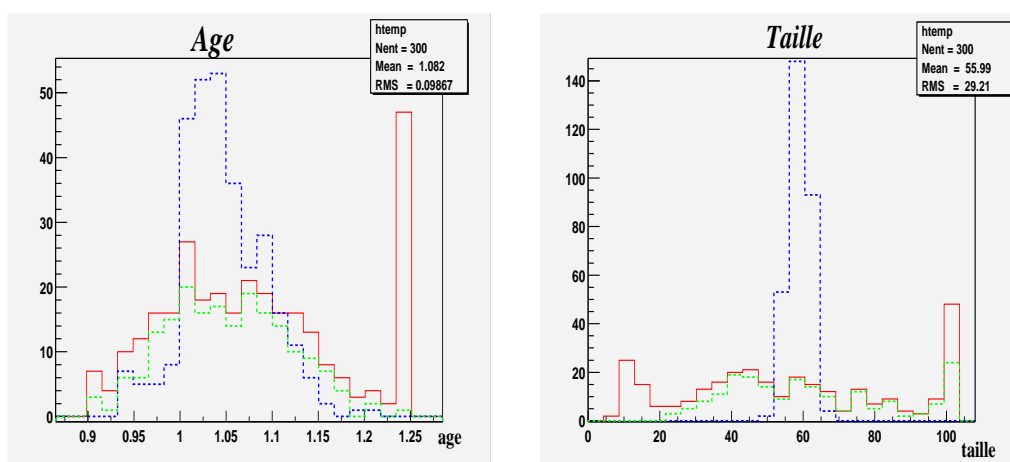 Age
htemp
Nent = 300
Mean = 1.082
RMS = 0.09867
50
40
30
20
10
0
0.9 0.95 1 1.05 1.1 1.15 1.2 1.25
age
Taille
htemp
Nent = 300
Mean = 55.99
RMS = 29.21
140
120
100
80
60
40
20
0
0 20 40 60 80 100
taille